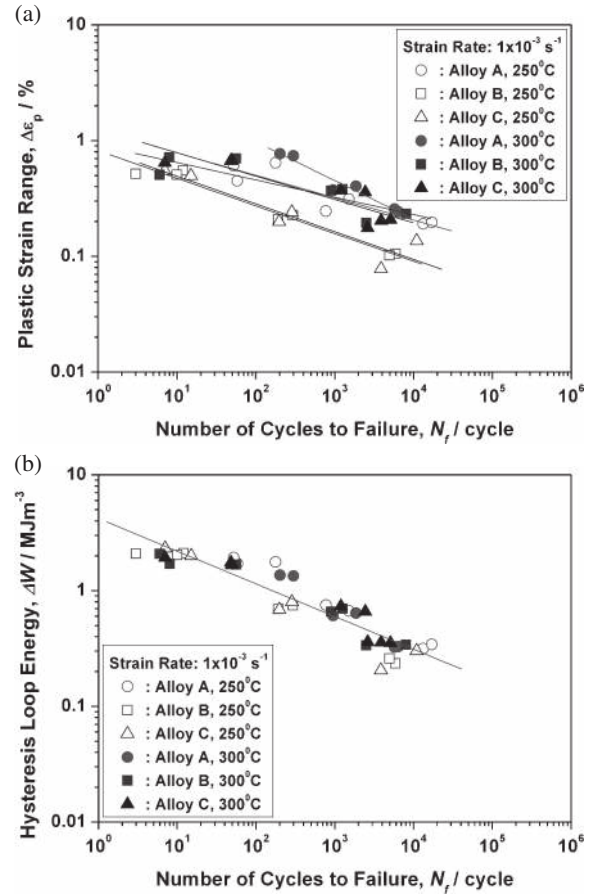 (a)
10
1
0.1
0.01
Plastic Strain Range, Δεp / %
Strain Rate: 1x10⁻³ s⁻¹
○ : Alloy A, 250⁰C
□ : Alloy B, 250⁰C
△ : Alloy C, 250⁰C
● : Alloy A, 300⁰C
■ : Alloy B, 300⁰C
▲ : Alloy C, 300⁰C
10⁰ 10¹ 10² 10³ 10⁴ 10⁵ 10⁶
Number of Cycles to Failure, Nf / cycle
(b)
10
1
0.1
0.01
Hysteresis Loop Energy, ΔW / MJm⁻³
Strain Rate: 1x10⁻³ s⁻¹
○ : Alloy A, 250⁰C
□ : Alloy B, 250⁰C
△ : Alloy C, 250⁰C
● : Alloy A, 300⁰C
■ : Alloy B, 300⁰C
▲ : Alloy C, 300⁰C
10⁰ 10¹ 10² 10³ 10⁴ 10⁵ 10⁶
Number of Cycles to Failure, Nf / cycle